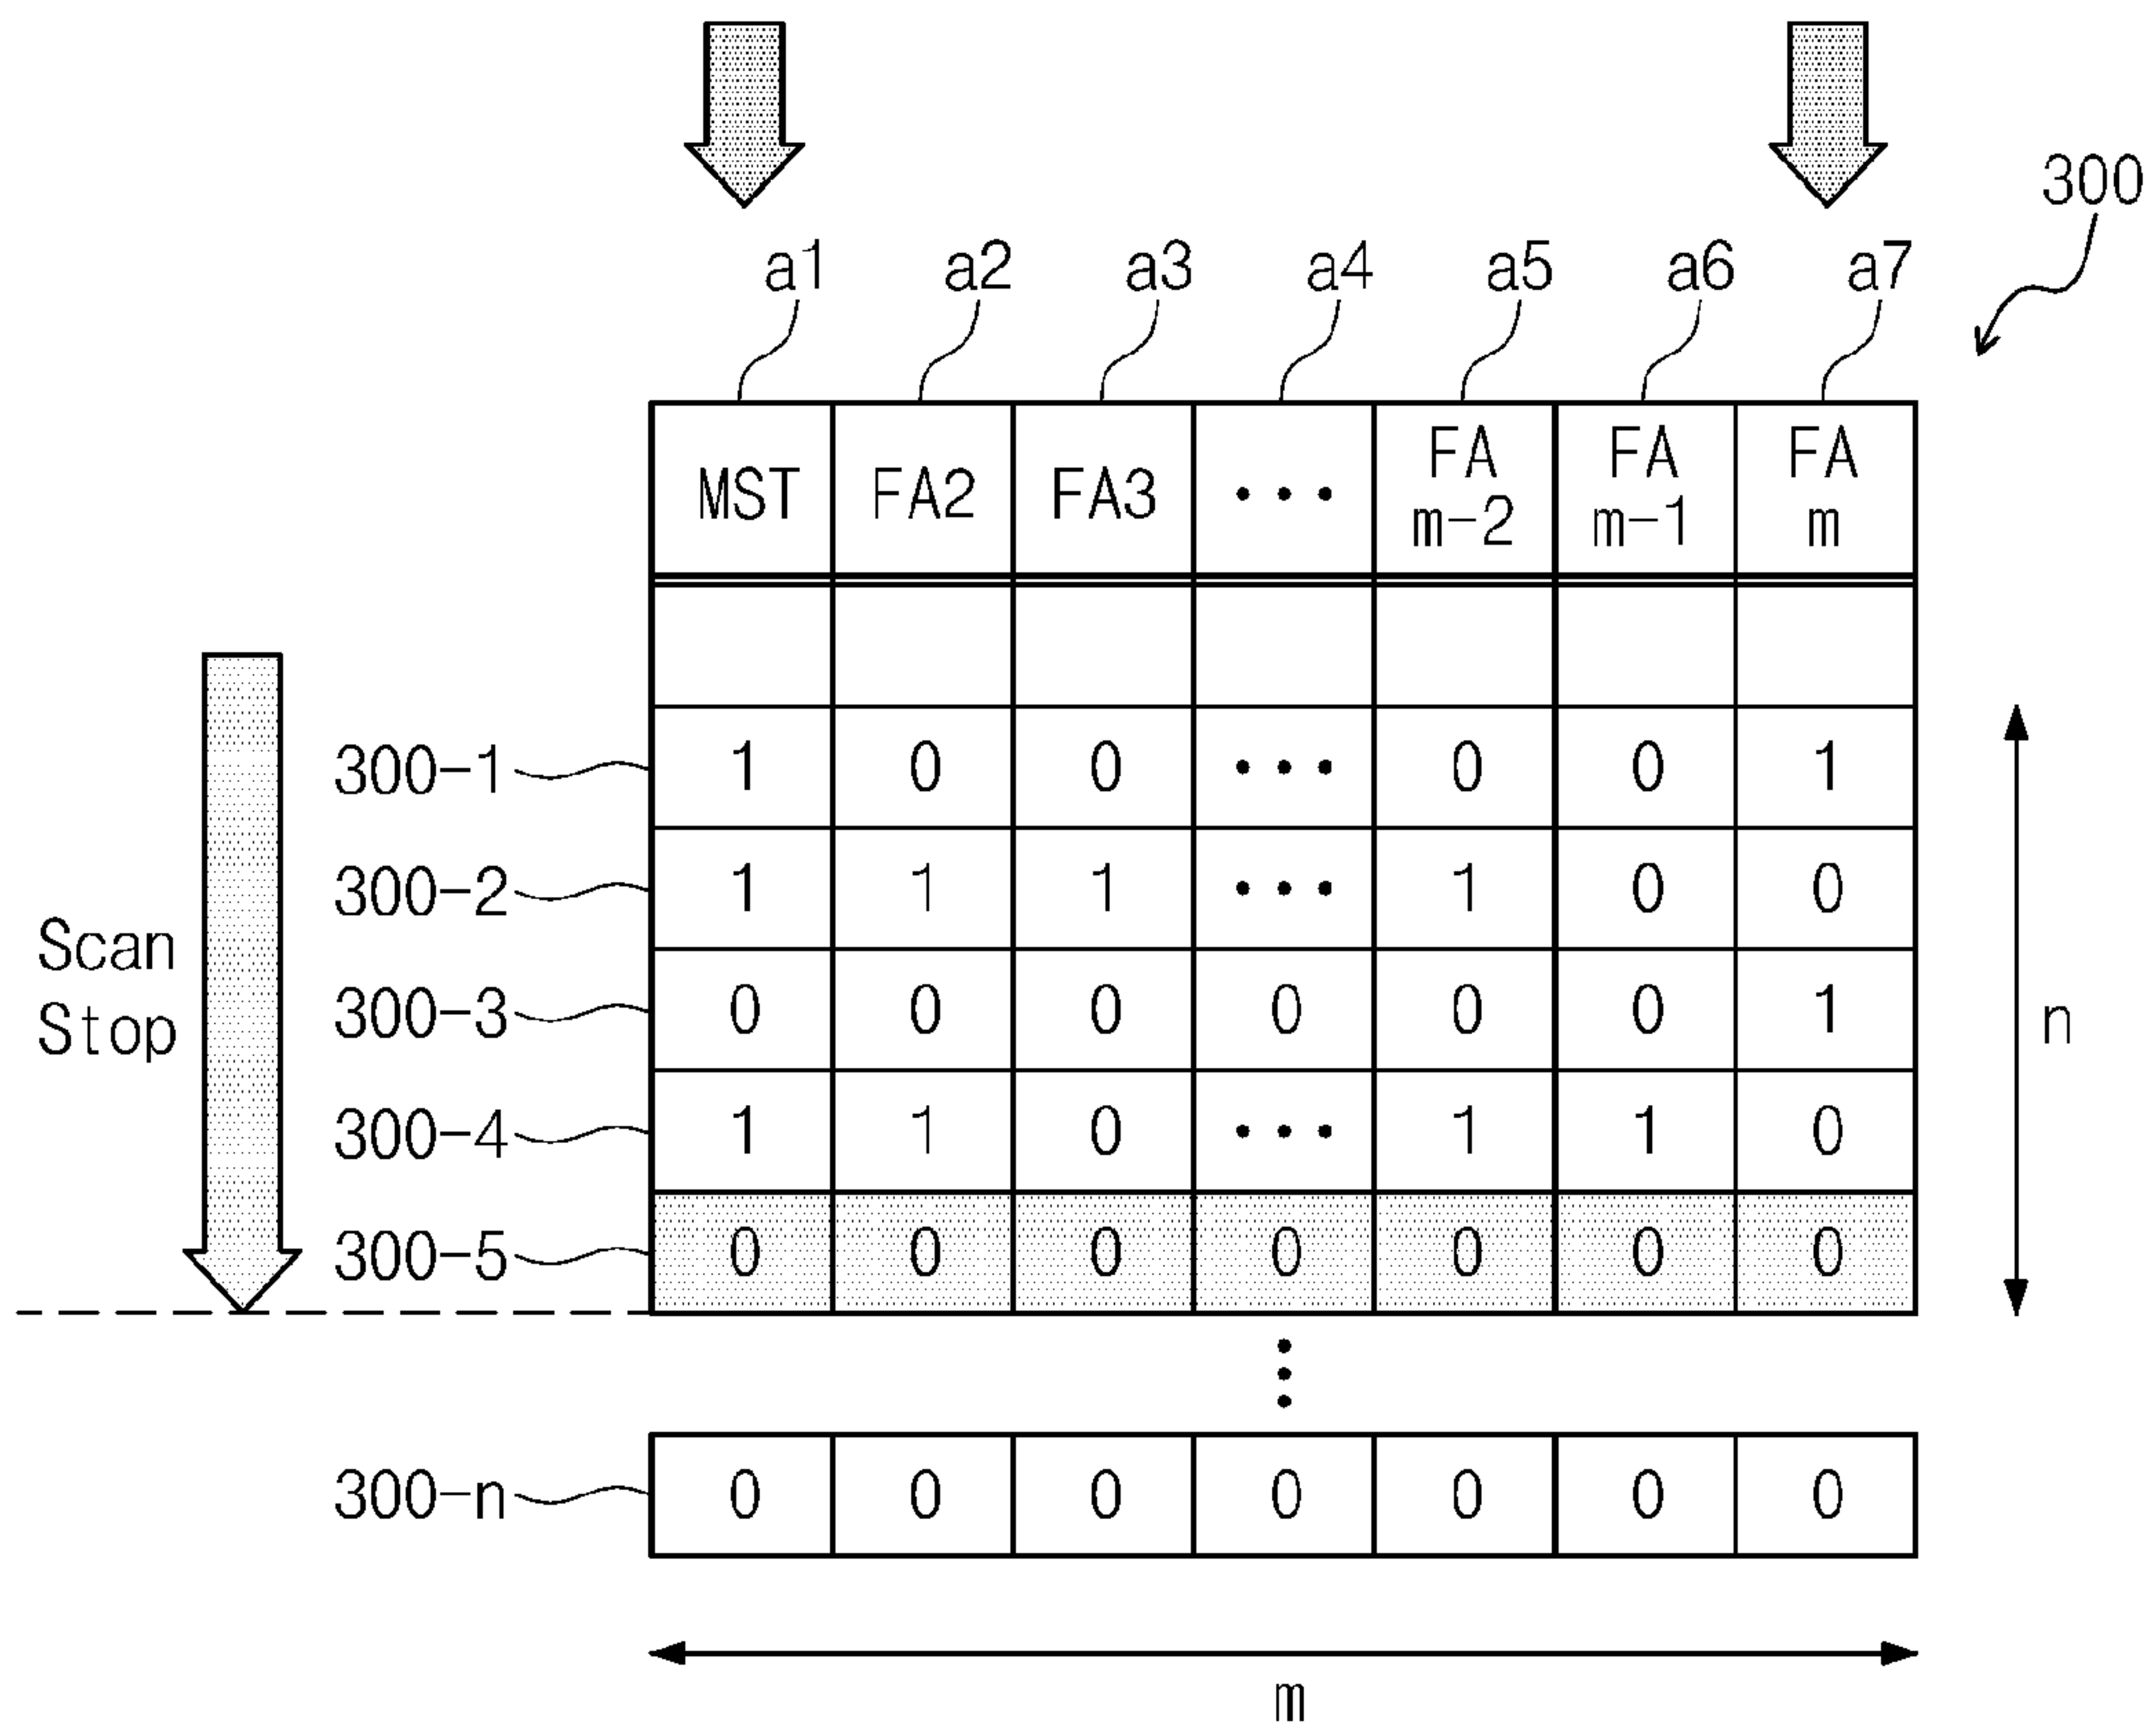 300
a1 a2 a3 a4 a5 a6 a7
MST FA2 FA3 ••• FA m-2 FA m-1 FA m
300-1 1 0 0 ••• 0 0 1
300-2 1 1 1 ••• 1 0 0
Scan
Stop
300-3 0 0 0 0 0 0 1
n
300-4 1 1 0 ••• 1 1 0
300-5 0 0 0 0 0 0 0
300-n 0 0 0 0 0 0 0
m